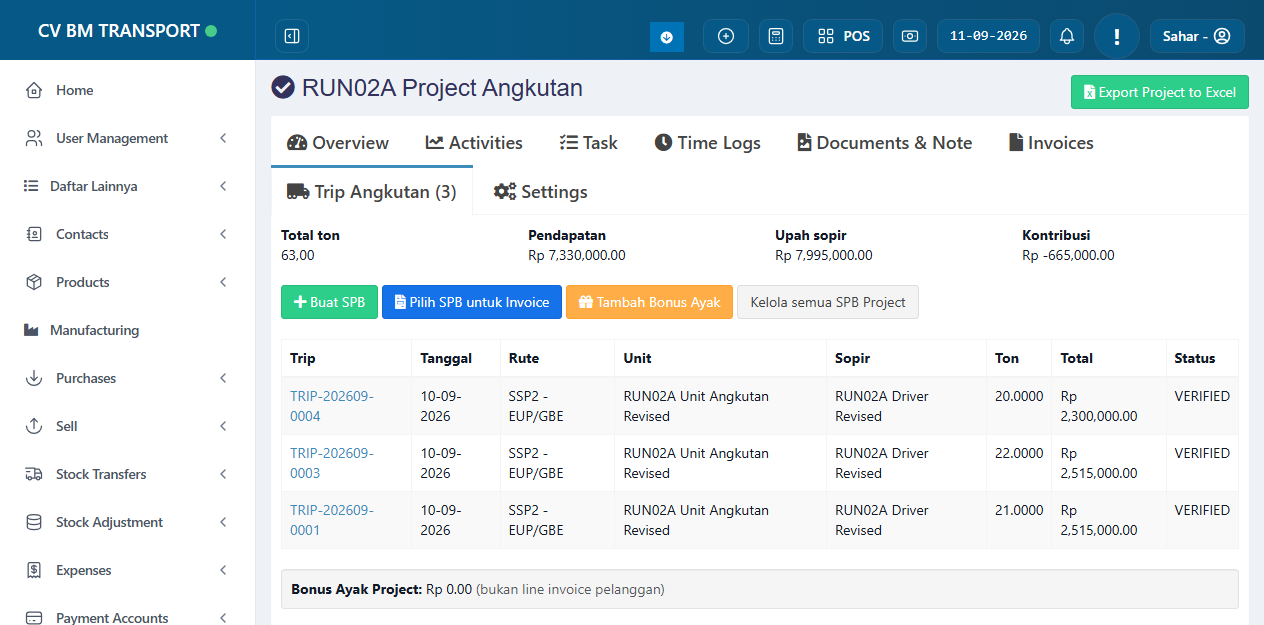 CV BM TRANSPORT
POS
11-09-2026
!
Sahar -
Home
User Management
Daftar Lainnya
Contacts
Products
Manufacturing
Purchases
Sell
Stock Transfers
Stock Adjustment
Expenses
Payment Accounts
RUN02A Project Angkutan
Export Project to Excel
Overview
Activities
Task
Time Logs
Documents & Note
Invoices
Trip Angkutan (3)
Settings
Total ton
63,00
Pendapatan
Rp 7,330,000.00
Upah sopir
Rp 7,995,000.00
Kontribusi
Rp -665,000.00
Buat SPB
Pilih SPB untuk Invoice
Tambah Bonus Ayak
Kelola semua SPB Project
Trip Tanggal Rute Unit Sopir Ton Total Status
TRIP-202609-
0004
10-09-
2026
SSP2 -
EUP/GBE
RUN02A Unit Angkutan
Revised
RUN02A Driver
Revised
20.0000
Rp
2,300,000.00
VERIFIED
TRIP-202609-
0003
10-09-
2026
SSP2 -
EUP/GBE
RUN02A Unit Angkutan
Revised
RUN02A Driver
Revised
22.0000
Rp
2,515,000.00
VERIFIED
TRIP-202609-
0001
10-09-
2026
SSP2 -
EUP/GBE
RUN02A Unit Angkutan
Revised
RUN02A Driver
Revised
21.0000
Rp
2,515,000.00
VERIFIED
Bonus Ayak Project: Rp 0.00 (bukan line invoice pelanggan)